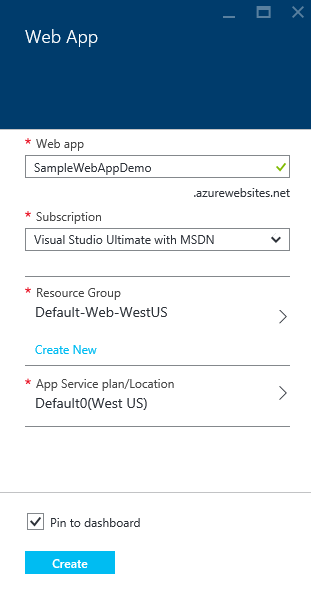 Web App
* Web app
SampleWebAppDemo
.azurewebsites.net
* Subscription
Visual Studio Ultimate with MSDN
* Resource Group
Default-Web-WestUS
Create New
* App Service plan/Location
Default0(West US)
Pin to dashboard
Create